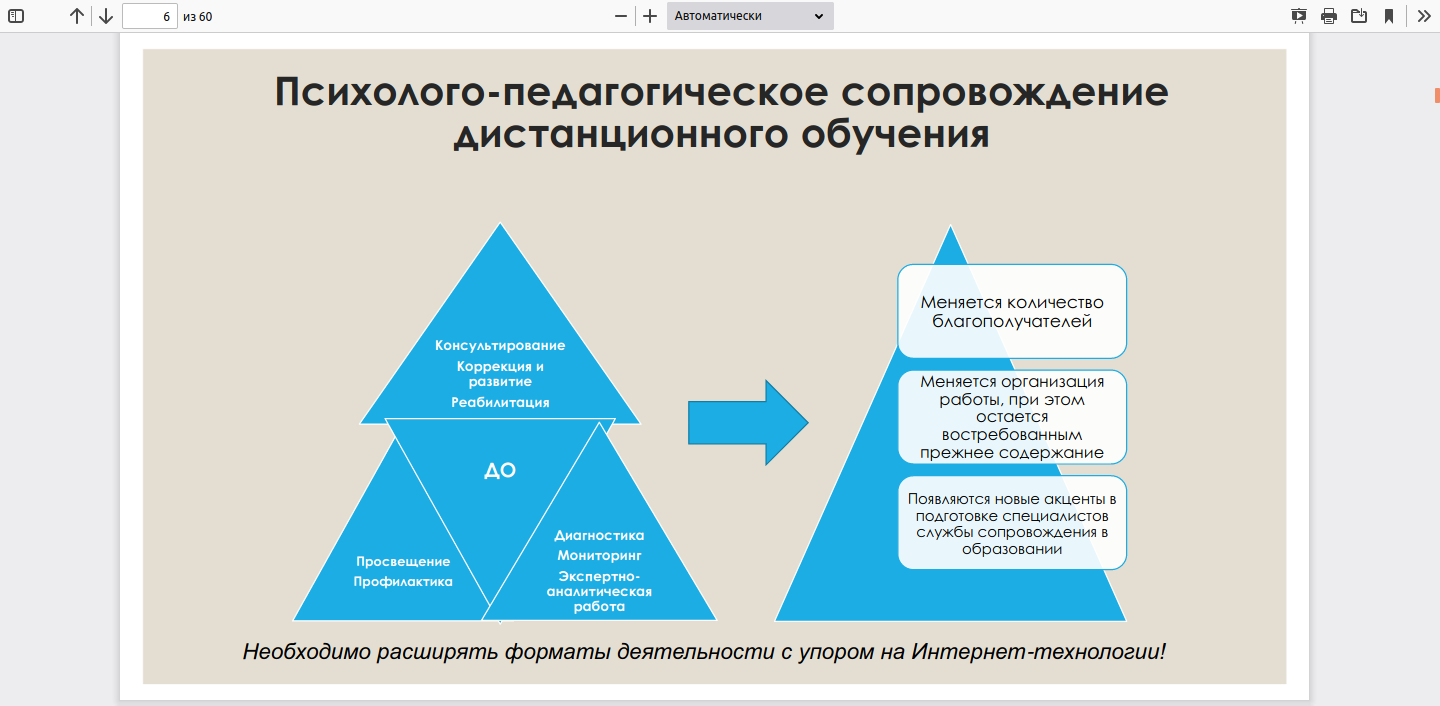 6 из 60
Автоматически
Психолого-педагогическое сопровождение
дистанционного обучения
Консультирование
Коррекция и
развитие
Реабилитация
ДО
Просвещение
Профилактика
Диагностика
Мониторинг
Экспертно-
аналитическая
работа
Меняется количество
благополучателей
Меняется организация
работы, при этом
остается
востребованным
прежнее содержание
Появляются новые акценты в
подготовке специалистов
службы сопровождения в
образовании
Необходимо расширять форматы деятельности с упором на Интернет-технологии!